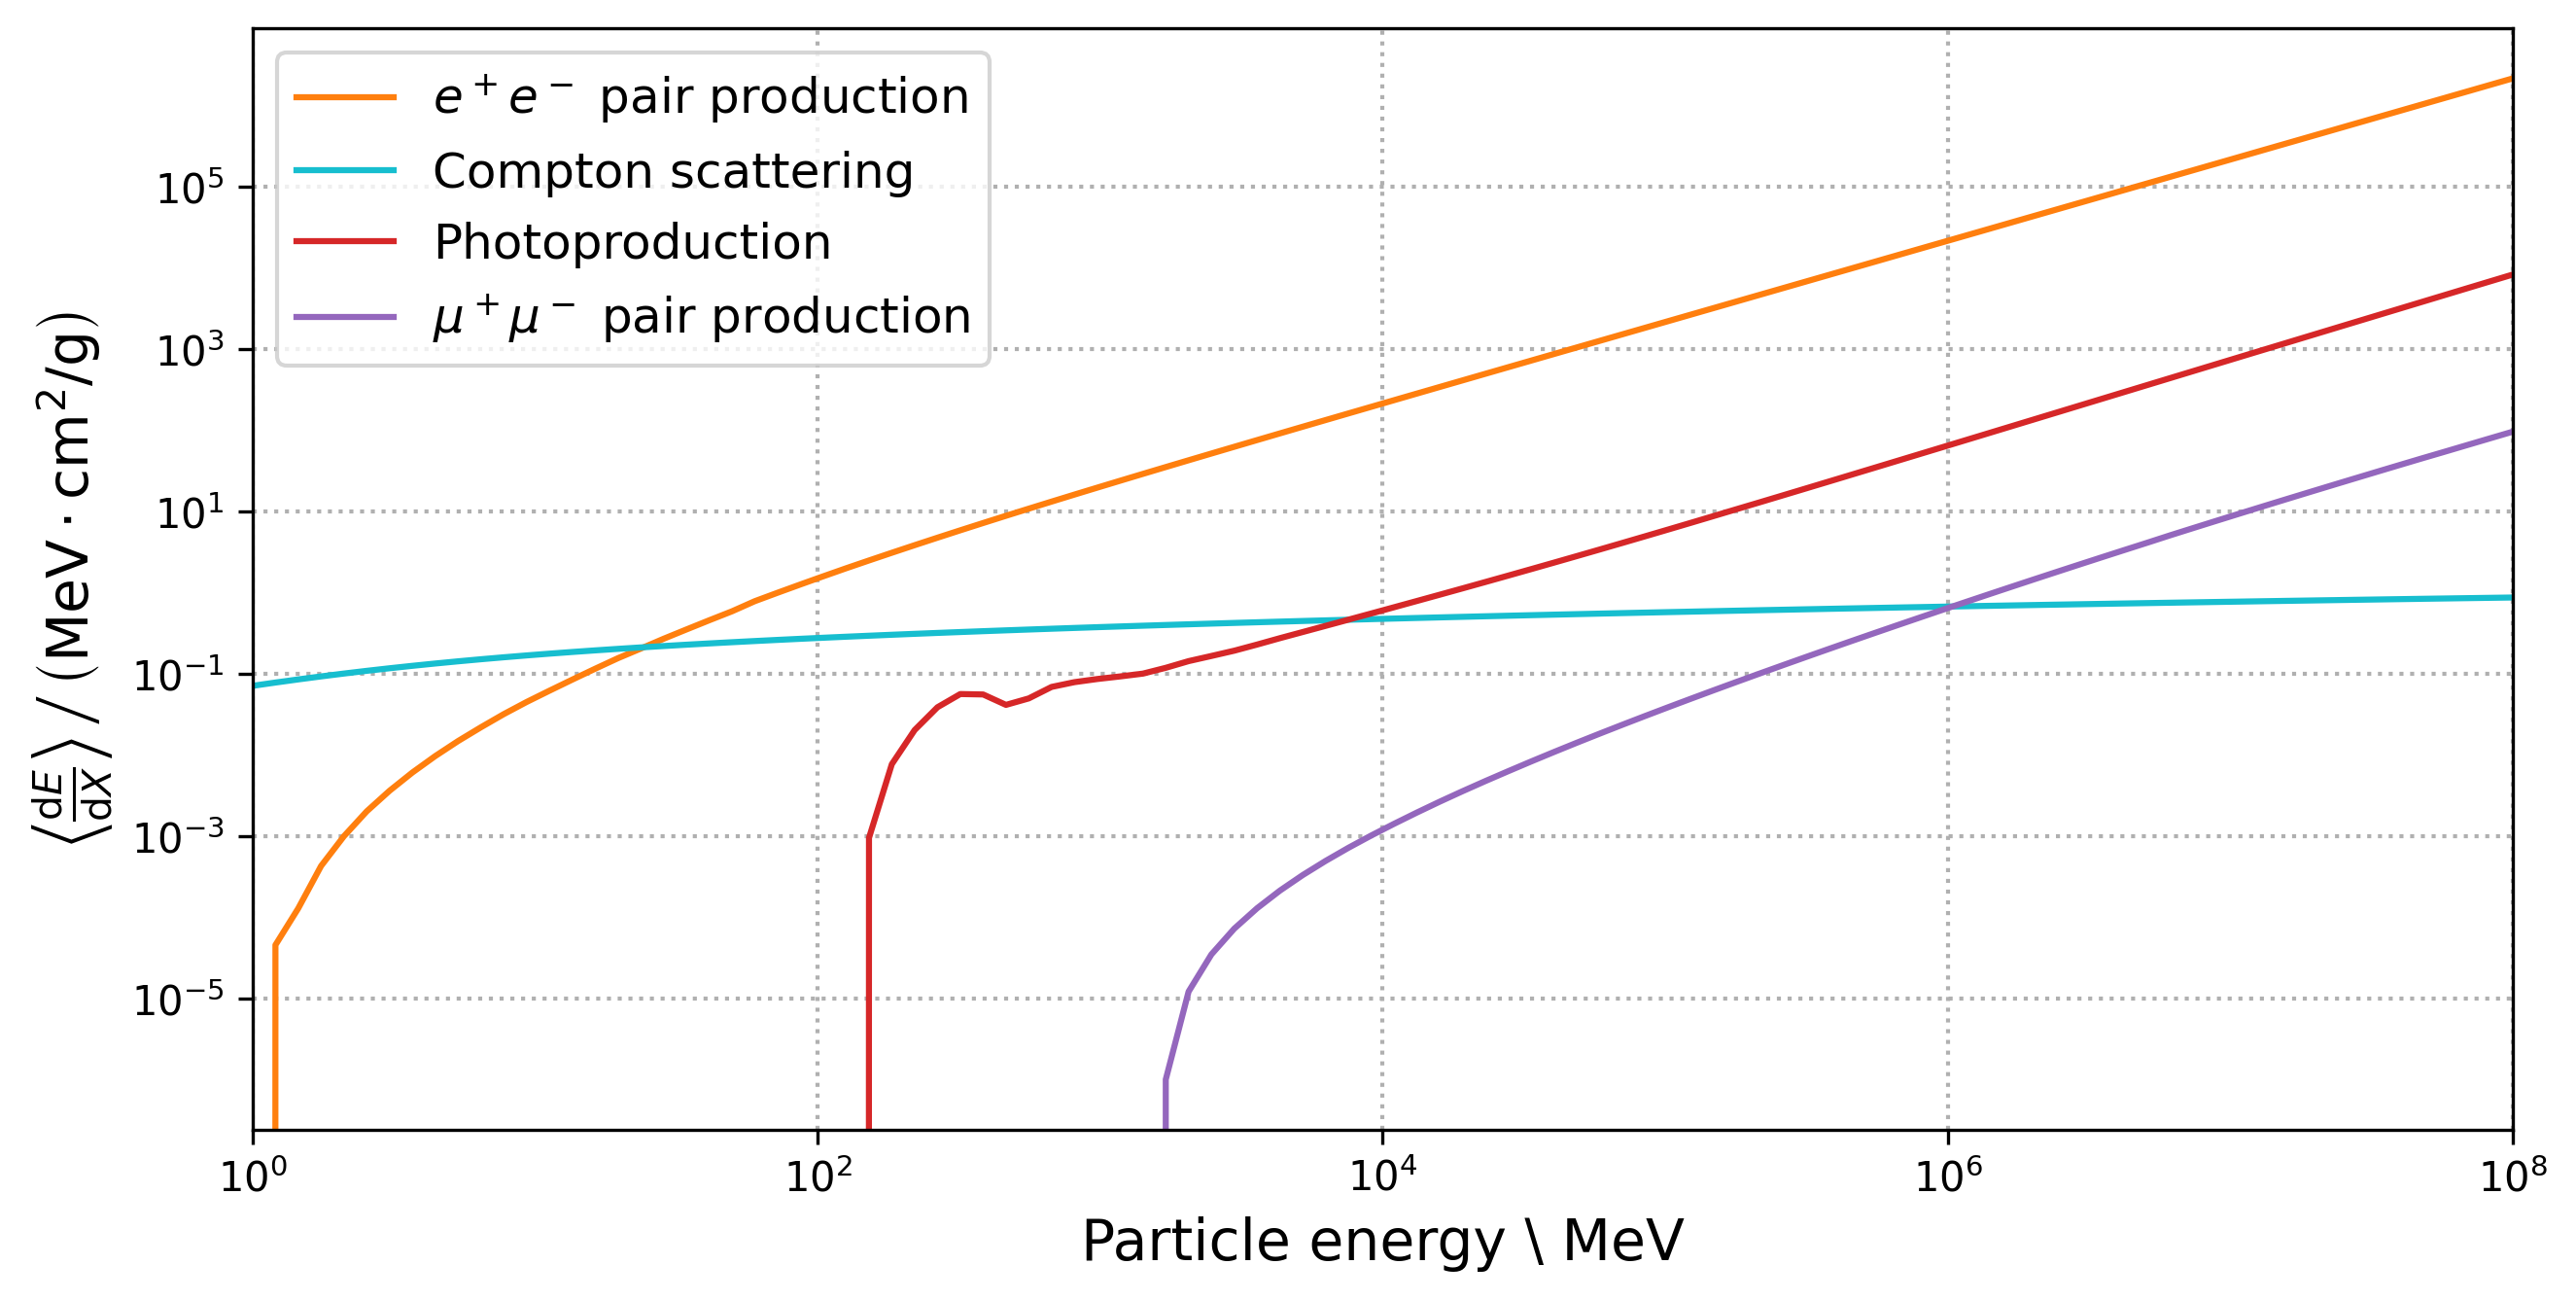 e⁺e⁻ pair production
Compton scattering
Photoproduction
μ⁺μ⁻ pair production
10⁵
10³
10¹
10⁻¹
10⁻³
10⁻⁵
⟨dE/dX⟩ / (MeV · cm²/g)
10⁰ 10² 10⁴ 10⁶ 10⁸
Particle energy \ MeV